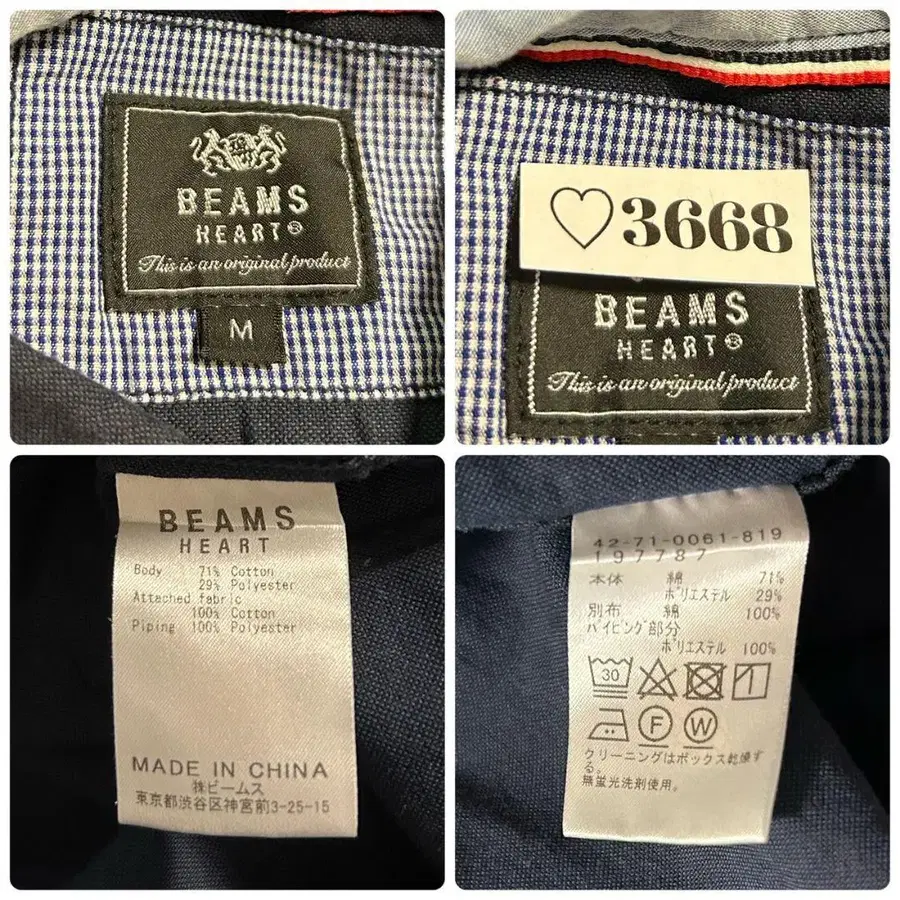 BEAMS
HEART®
This is an original product
M
♡3668
BEAMS
HEART®
This is an original product
BEAMS
HEART
Body 71% Cotton
29% Polyester
Attached fabric
100% Cotton
Piping 100% Polyester
MADE IN CHINA
㈱ビームス
東京都渋谷区神宮前3-25-15
42-71-0061-819
197787
本体 綿 71%
ポリエステル 29%
別布 綿 100%
パイピング部分
ポリエステル 100%
30
F W
クリーニングはボックス乾燥す
る。
無蛍光洗剤使用。